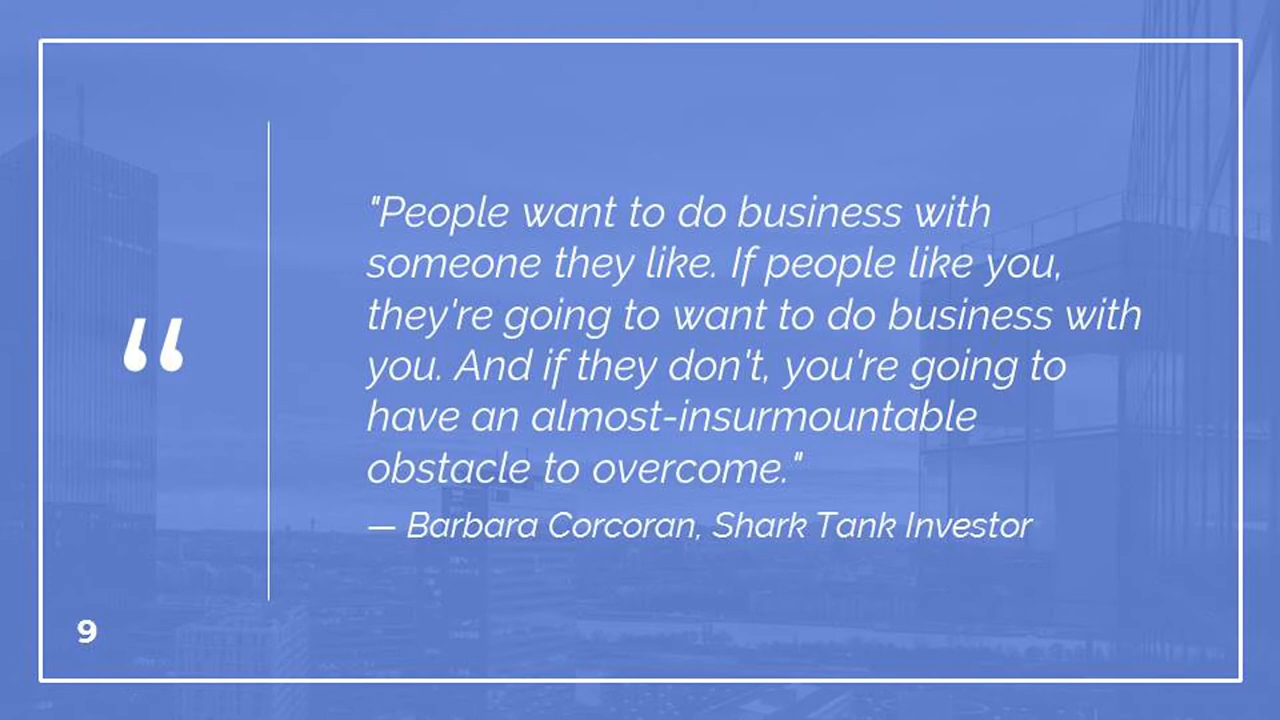 "People want to do business with
someone they like. If people like you,
they're going to want to do business with
you. And if they don't, you're going to
have an almost-insurmountable
obstacle to overcome."
— Barbara Corcoran, Shark Tank Investor
“
9